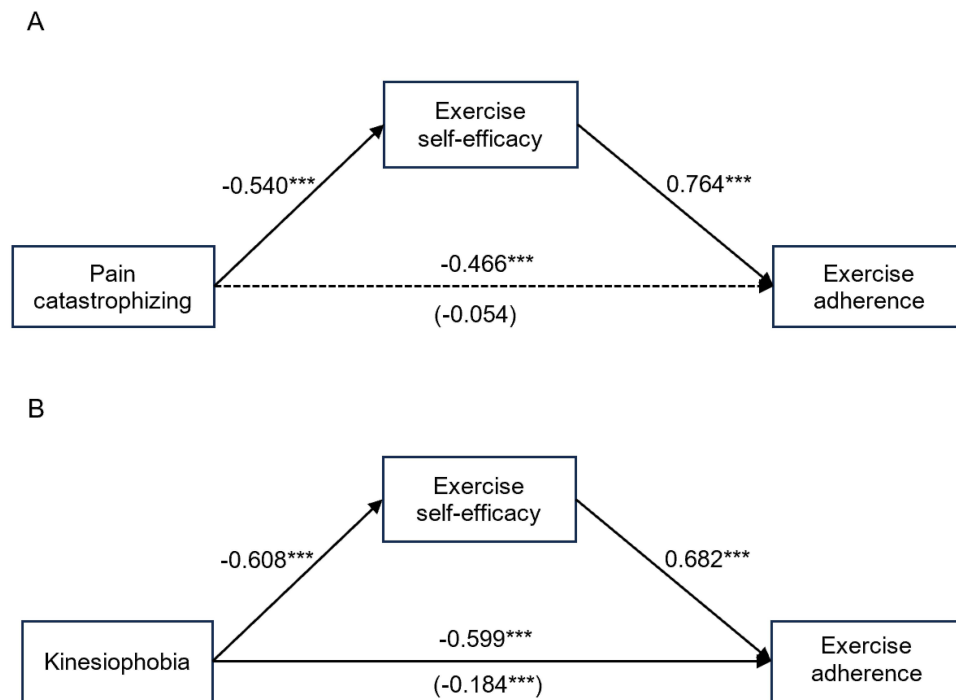 A
Exercise
self-efficacy
-0.540***
0.764***
Pain
catastrophizing
-0.466***
(-0.054)
Exercise
adherence
B
Exercise
self-efficacy
-0.608***
0.682***
Kinesiophobia
-0.599***
(-0.184***)
Exercise
adherence